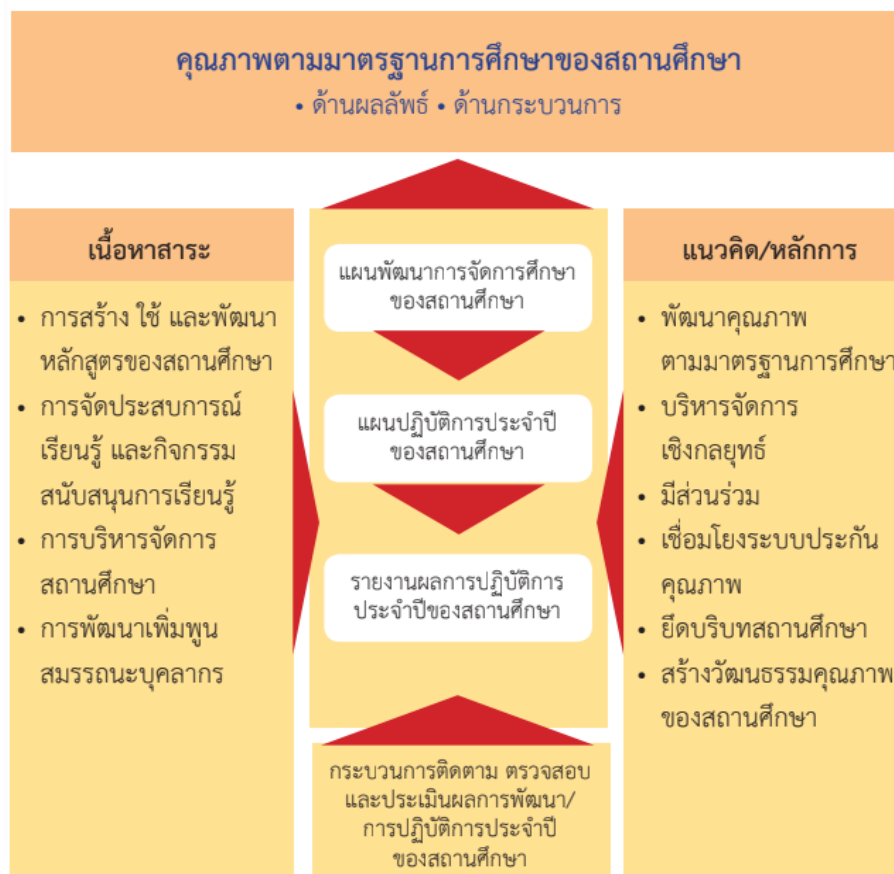 คุณภาพตามมาตรฐานการศึกษาของสถานศึกษา
• ด้านผลลัพธ์ • ด้านกระบวนการ
เนื้อหาสาระ
• การสร้าง ใช้ และพัฒนา
หลักสูตรของสถานศึกษา
• การจัดประสบการณ์
เรียนรู้ และกิจกรรม
สนับสนุนการเรียนรู้
• การบริหารจัดการ
สถานศึกษา
• การพัฒนาเพิ่มพูน
สมรรถนะบุคลากร
แผนพัฒนาการจัดการศึกษา
ของสถานศึกษา
แผนปฏิบัติการประจำปี
ของสถานศึกษา
รายงานผลการปฏิบัติการ
ประจำปีของสถานศึกษา
กระบวนการติดตาม ตรวจสอบ
และประเมินผลการพัฒนา/
การปฏิบัติการประจำปี
ของสถานศึกษา
แนวคิด/หลักการ
• พัฒนาคุณภาพ
ตามมาตรฐานการศึกษา
• บริหารจัดการ
เชิงกลยุทธ์
• มีส่วนร่วม
• เชื่อมโยงระบบประกัน
คุณภาพ
• ยึดบริบทสถานศึกษา
• สร้างวัฒนธรรมคุณภาพ
ของสถานศึกษา